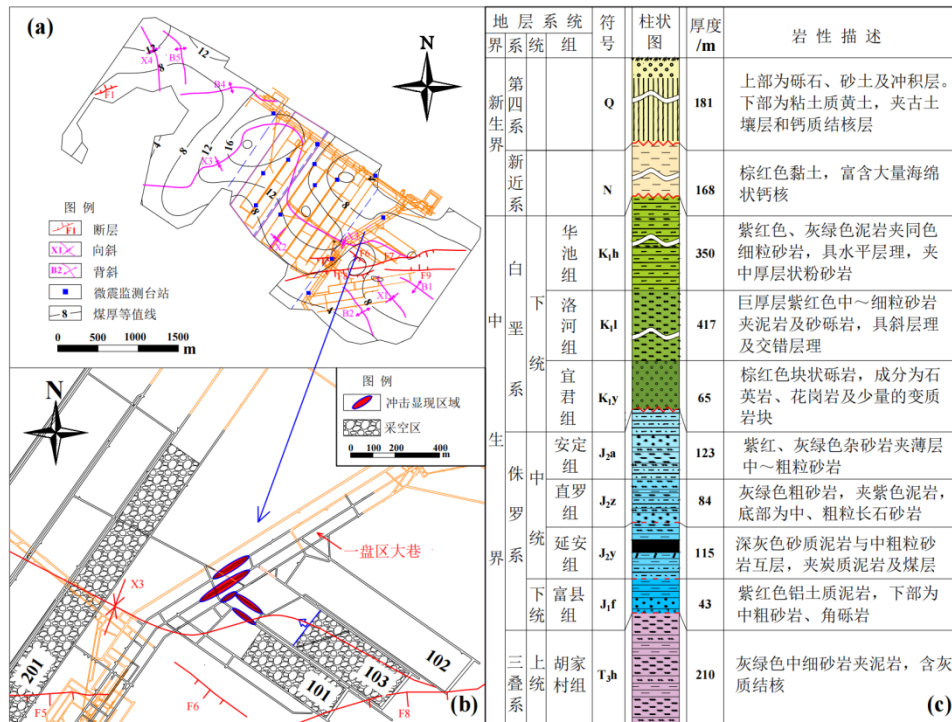 (a)
N
12
X4
B5
12
8
F1
B4
4
8
12
16
X3
12
8
4
X2
X3
F6
F7
F9
8
X1
B1
B2
4
图 例
F1 断层
X1 向斜
B2 背斜
微震监测台站
8 煤厚等值线
0 500 1000 1500
m
N
图 例
冲击显现区域
采空区
0 100 200 400
m
一盘区大巷
X3
201
101
103
102
F5
F6
F8
(b)
地 层 系 统 符号 柱状图 厚度/m 岩 性 描 述
界 系 统 组
新生界 第四系 Q 181 上部为砾石、砂土及冲积层。
下部为粘土质黄土，夹古土
壤层和钙质结核层
新近系 N 168 棕红色黏土，富含大量海绵
状钙核
中生界 白垩系 下统 华池组 K₁h 350 紫红色、灰绿色泥岩夹同色
细粒砂岩，具水平层理，夹
中厚层状粉砂岩
洛河组 K₁l 417 巨厚层紫红色中～细粒砂岩
夹泥岩及砂砾岩，具斜层理
及交错层理
宜君组 K₁y 65 棕红色块状砾岩，成分为石
英岩、花岗岩及少量的变质
岩块
侏罗系 中统 安定组 J₂a 123 紫红、灰绿色杂砂岩夹薄层
中～粗粒砂岩
直罗组 J₂z 84 灰绿色粗砂岩，夹紫色泥岩，
底部为中、粗粒长石砂岩
延安组 J₂y 115 深灰色砂质泥岩与中粗粒砂
岩互层，夹炭质泥岩及煤层
下统 富县组 J₁f 43 紫红色铝土质泥岩，下部为
中粗砂岩、角砾岩
三叠系 上统 胡家村组 T₃h 210 灰绿色中细砂岩夹泥岩，含灰
质结核
(c)